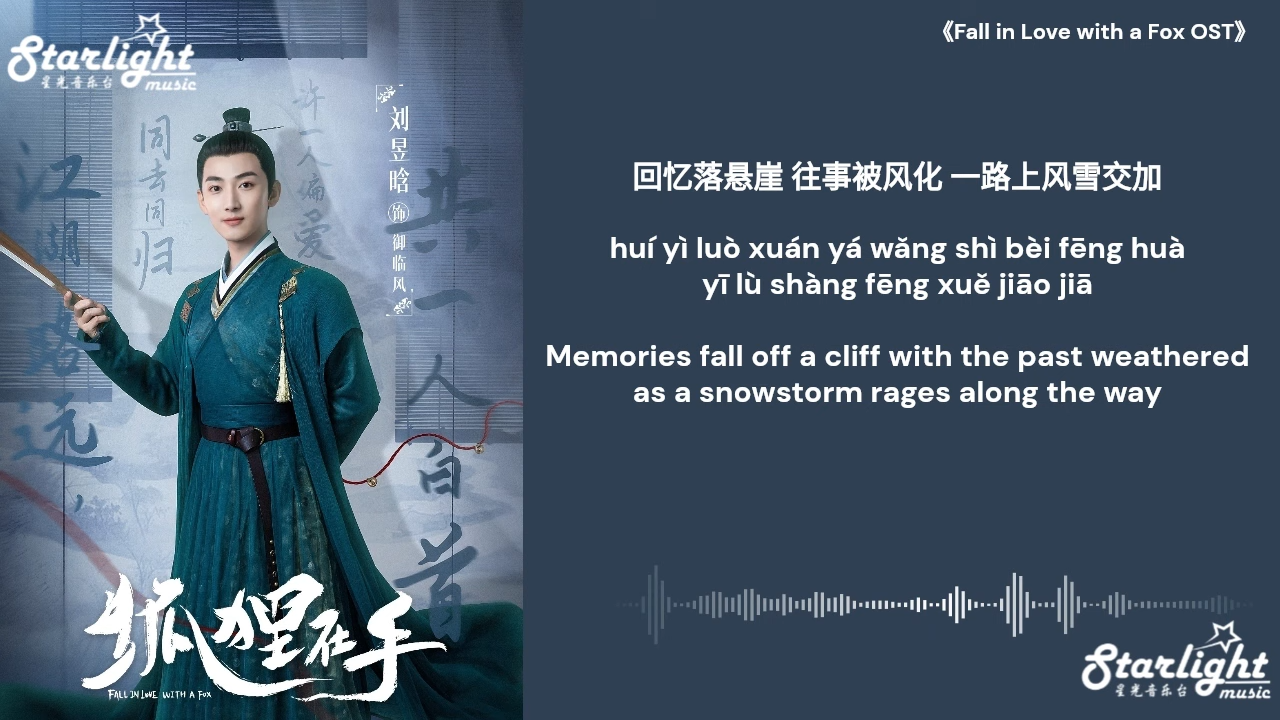 Starlight
星光音乐台 music
《Fall in Love with a Fox OST》
许一人偏爱
同去同归
江湖路远，
共一人白首
刘昱晗 饰 御临风
回忆落悬崖 往事被风化 一路上风雪交加
huí yì luò xuán yá wǎng shì bèi fēng huà
yī lù shàng fēng xuě jiāo jiā
Memories fall off a cliff with the past weathered
as a snowstorm rages along the way
狐狸在手
FALL IN LOVE WITH A FOX
Starlight
星光音乐台 music